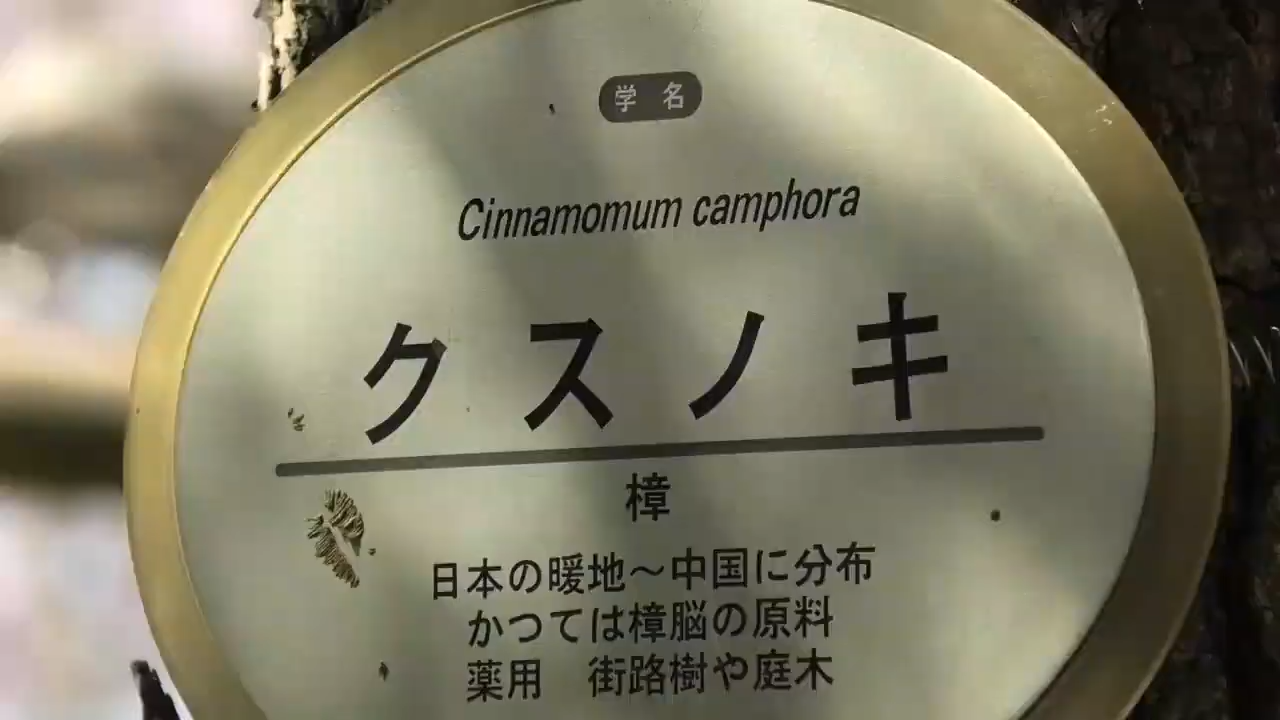 学名
Cinnamomum camphora
クスノキ
樟
日本の暖地～中国に分布
かつては樟脳の原料
薬用　街路樹や庭木